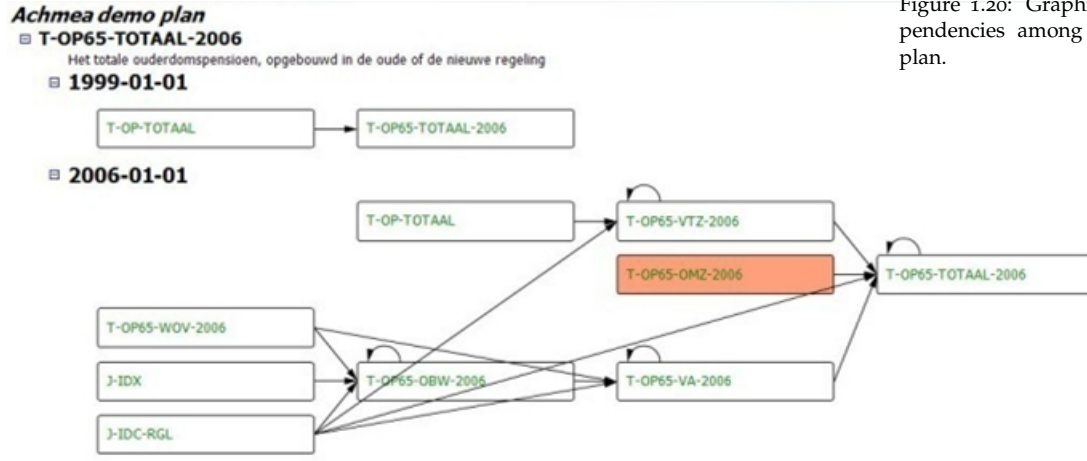 Achmea demo plan
T-OP65-TOTAAL-2006
Het totale ouderdomspensioen, opgebouwd in de oude of de nieuwe regeling
1999-01-01
T-OP-TOTAAL
T-OP65-TOTAAL-2006
2006-01-01
T-OP-TOTAAL
T-OP65-VTZ-2006
T-OP65-OMZ-2006
T-OP65-TOTAAL-2006
T-OP65-WOV-2006
J-IDX
T-OP65-OBW-2006
T-OP65-VA-2006
J-IDC-RGL
Figure 1.20:
pendencies among
plan.